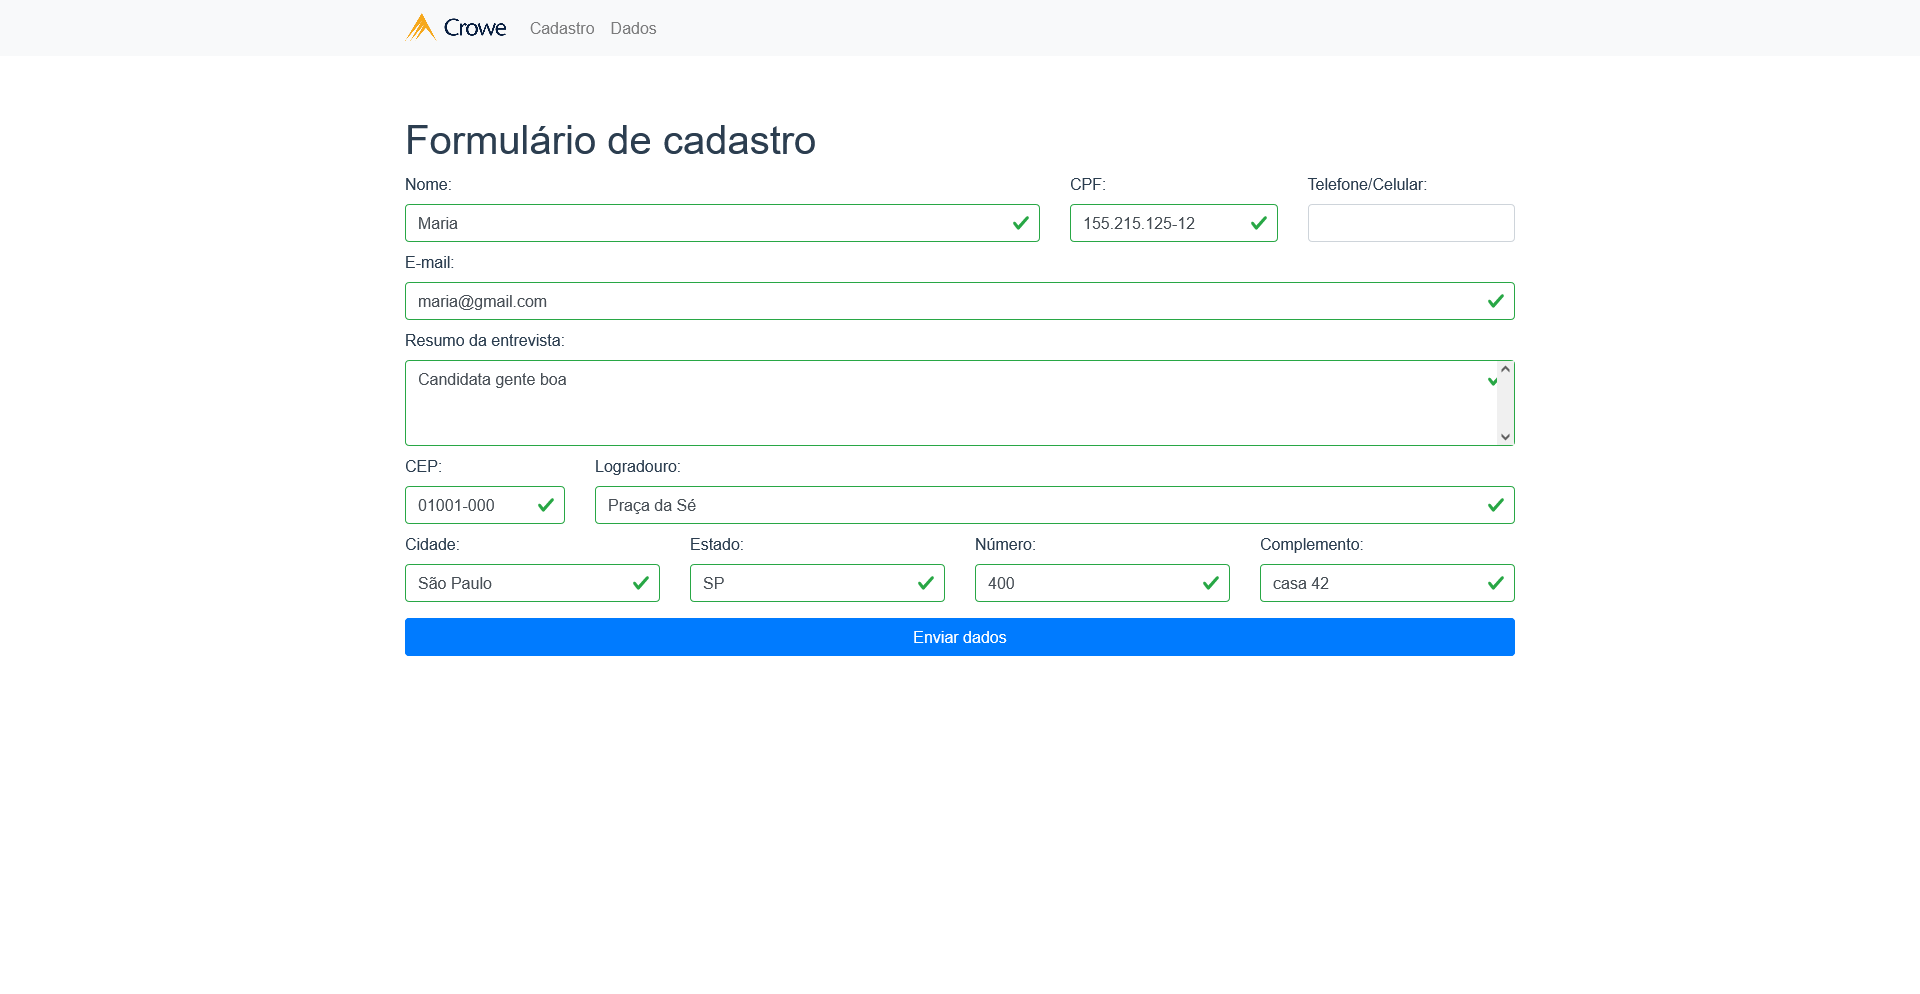 Crowe Cadastro Dados
Formulário de cadastro
Nome: CPF: Telefone/Celular:
Maria 155.215.125-12
E-mail:
maria@gmail.com
Resumo da entrevista:
Candidata gente boa
CEP: Logradouro:
01001-000 Praça da Sé
Cidade: Estado: Número: Complemento:
São Paulo SP 400 casa 42
Enviar dados